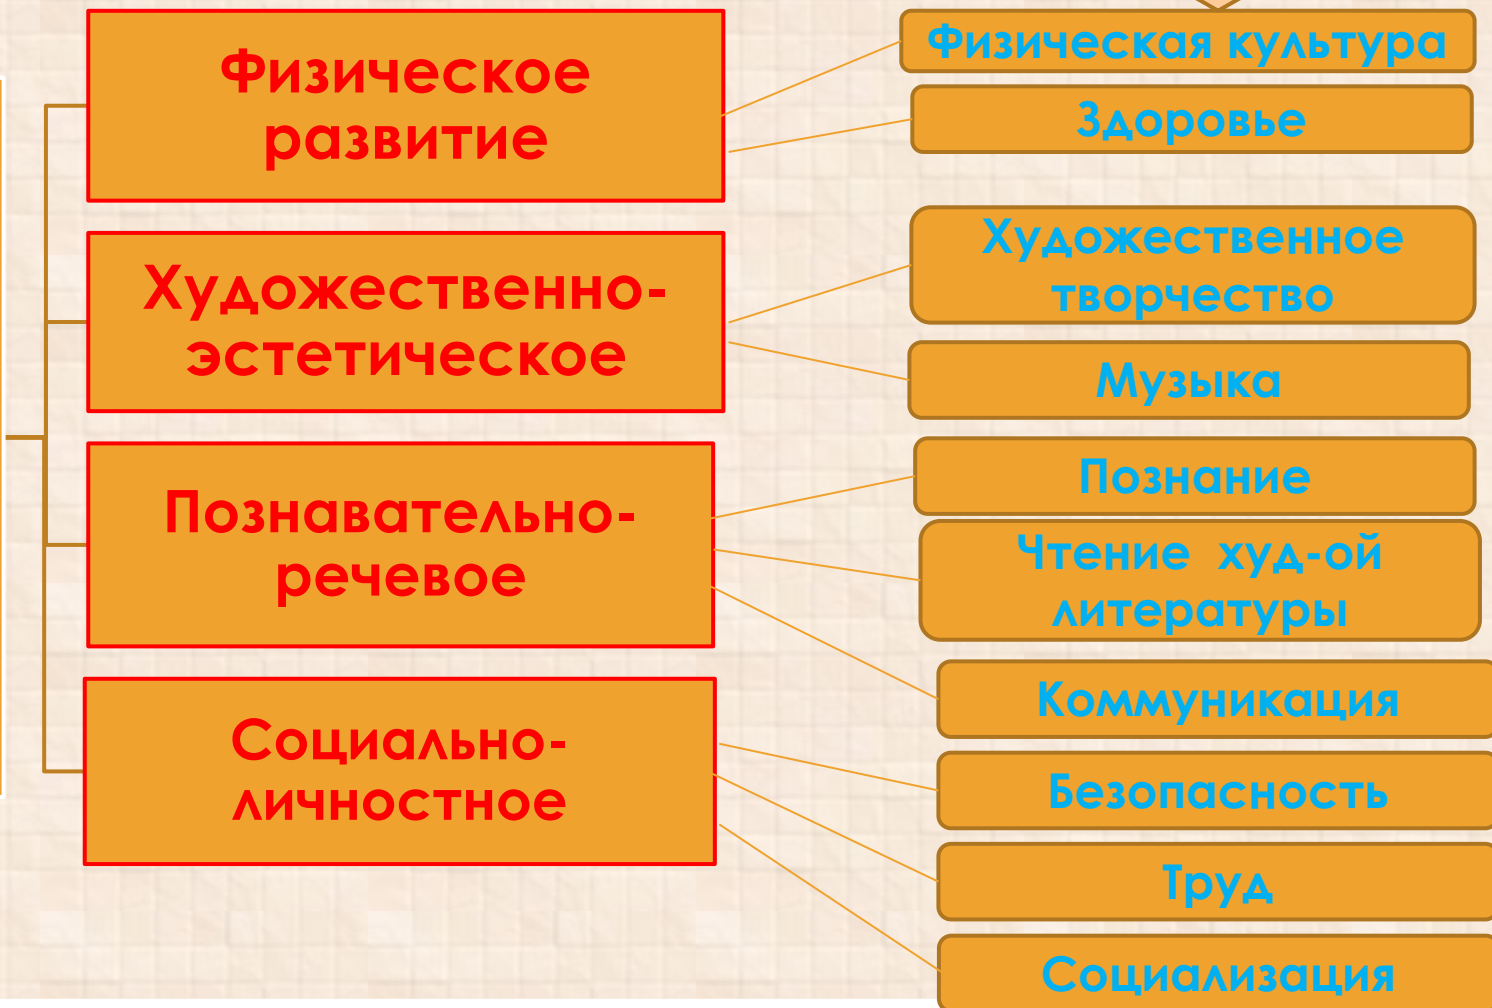 Физическое
развитие
Физическая культура
Здоровье
Художественно-
эстетическое
Художественное
творчество
Музыка
Познавательно-
речевое
Познание
Чтение худ-ой
литературы
Коммуникация
Социально-
личностное
Безопасность
Труд
Социализация